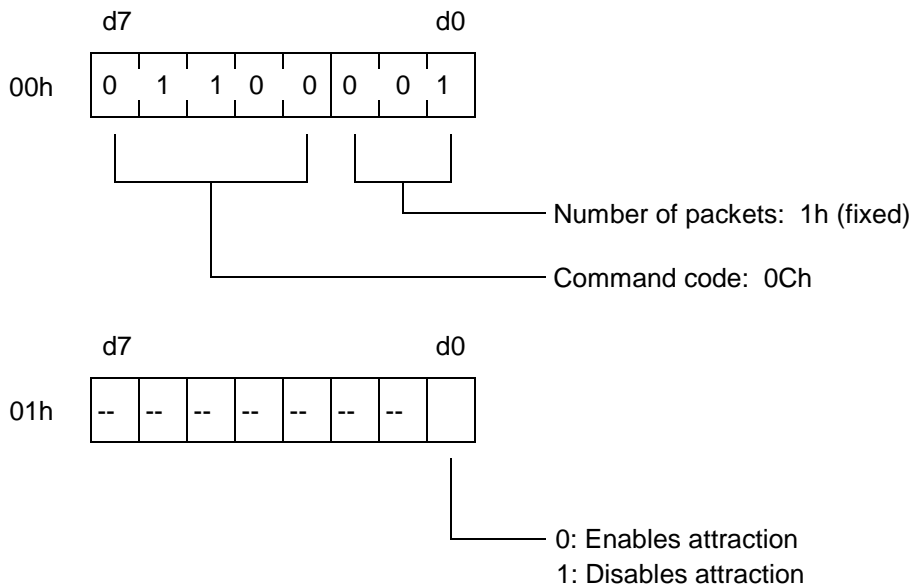 d7 d0
00h 0 1 1 0 0 0 0 1
Number of packets: 1h (fixed)
Command code: 0Ch
d7 d0
01h -- -- -- -- -- -- --
0: Enables attraction
1: Disables attraction